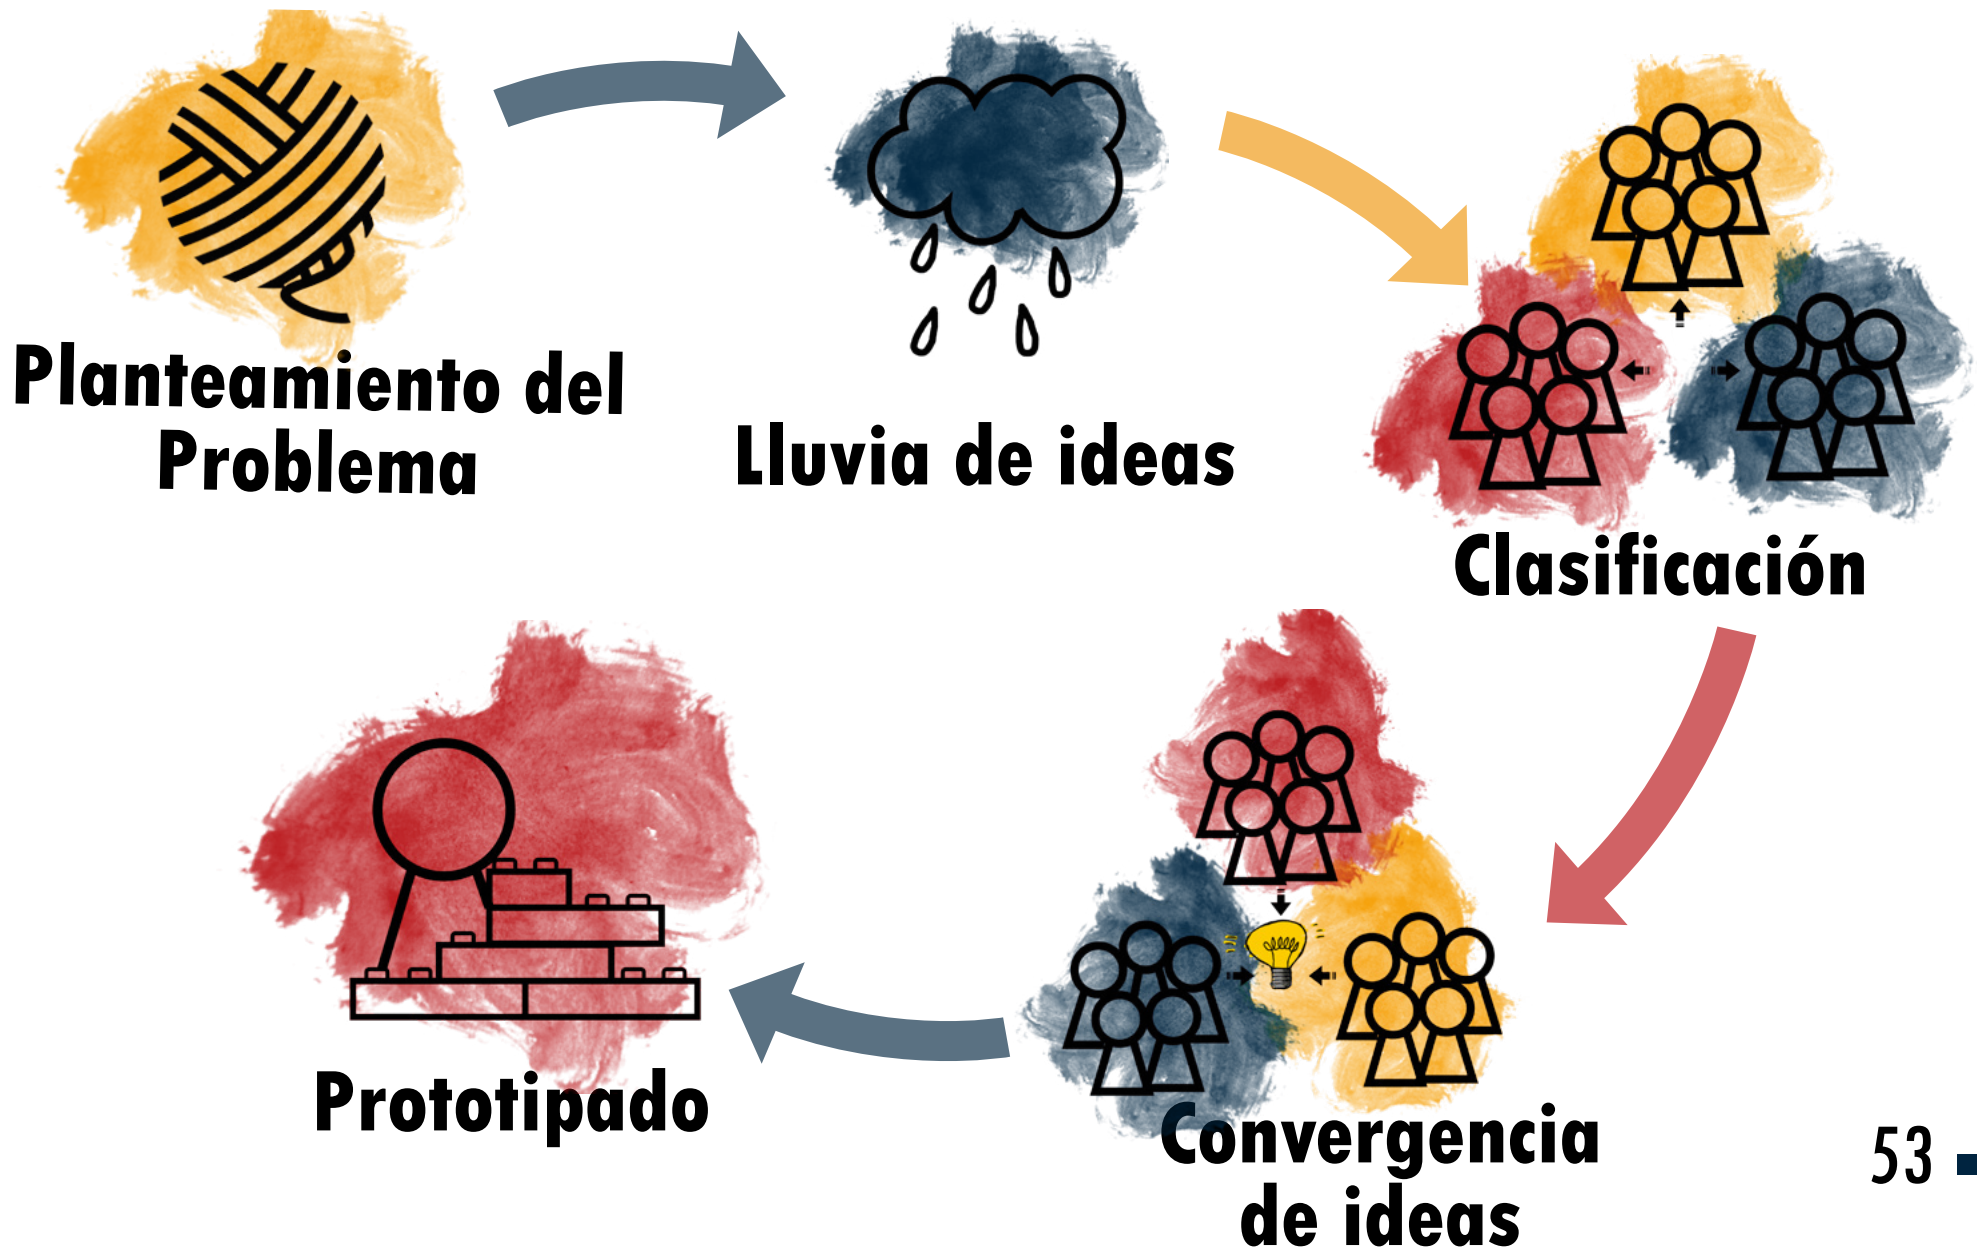 Planteamiento del
Problema
Lluvia de ideas
Clasificación
Prototipado
Convergencia
de ideas
53